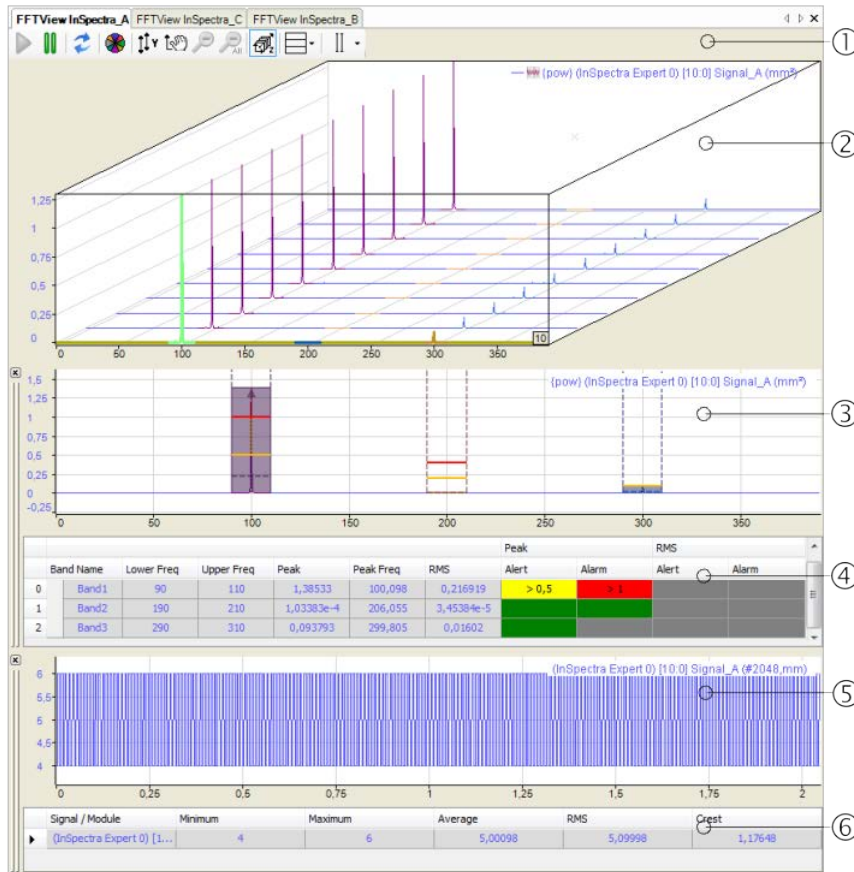 FFTView InSpectra_A FFTView InSpectra_C FFTView InSpectra_B
Y All
1
(pow) (InSpectra Expert 0) [10:0] Signal_A (mm²)
2
1,25
1
0,75
0,5
0,25
0
10
0 50 100 150 200 250 300 350
{pow} (InSpectra Expert 0) [10:0] Signal_A (mm²)
3
1,5
1,25
1
0,75
0,5
0,25
0
-0,25
0 50 100 150 200 250 300 350
Peak RMS
Band Name Lower Freq Upper Freq Peak Peak Freq RMS Alert Alarm Alert Alarm
4
0 Band1 90 110 1,38533 100,098 0,216919 > 0,5 > 1
1 Band2 190 210 1,03383e-4 206,055 3,45384e-5
2 Band3 290 310 0,093793 299,805 0,01602
(InSpectra Expert 0) [10:0] Signal_A (#2048,mm)
5
6
5,5
5
4,5
4
0 0,25 0,5 0,75 1 1,25 1,5 1,75 2
Signal / Module Minimum Maximum Average RMS Crest
6
(InSpectra Expert 0) [1... 4 6 5,00098 5,09998 1,17648